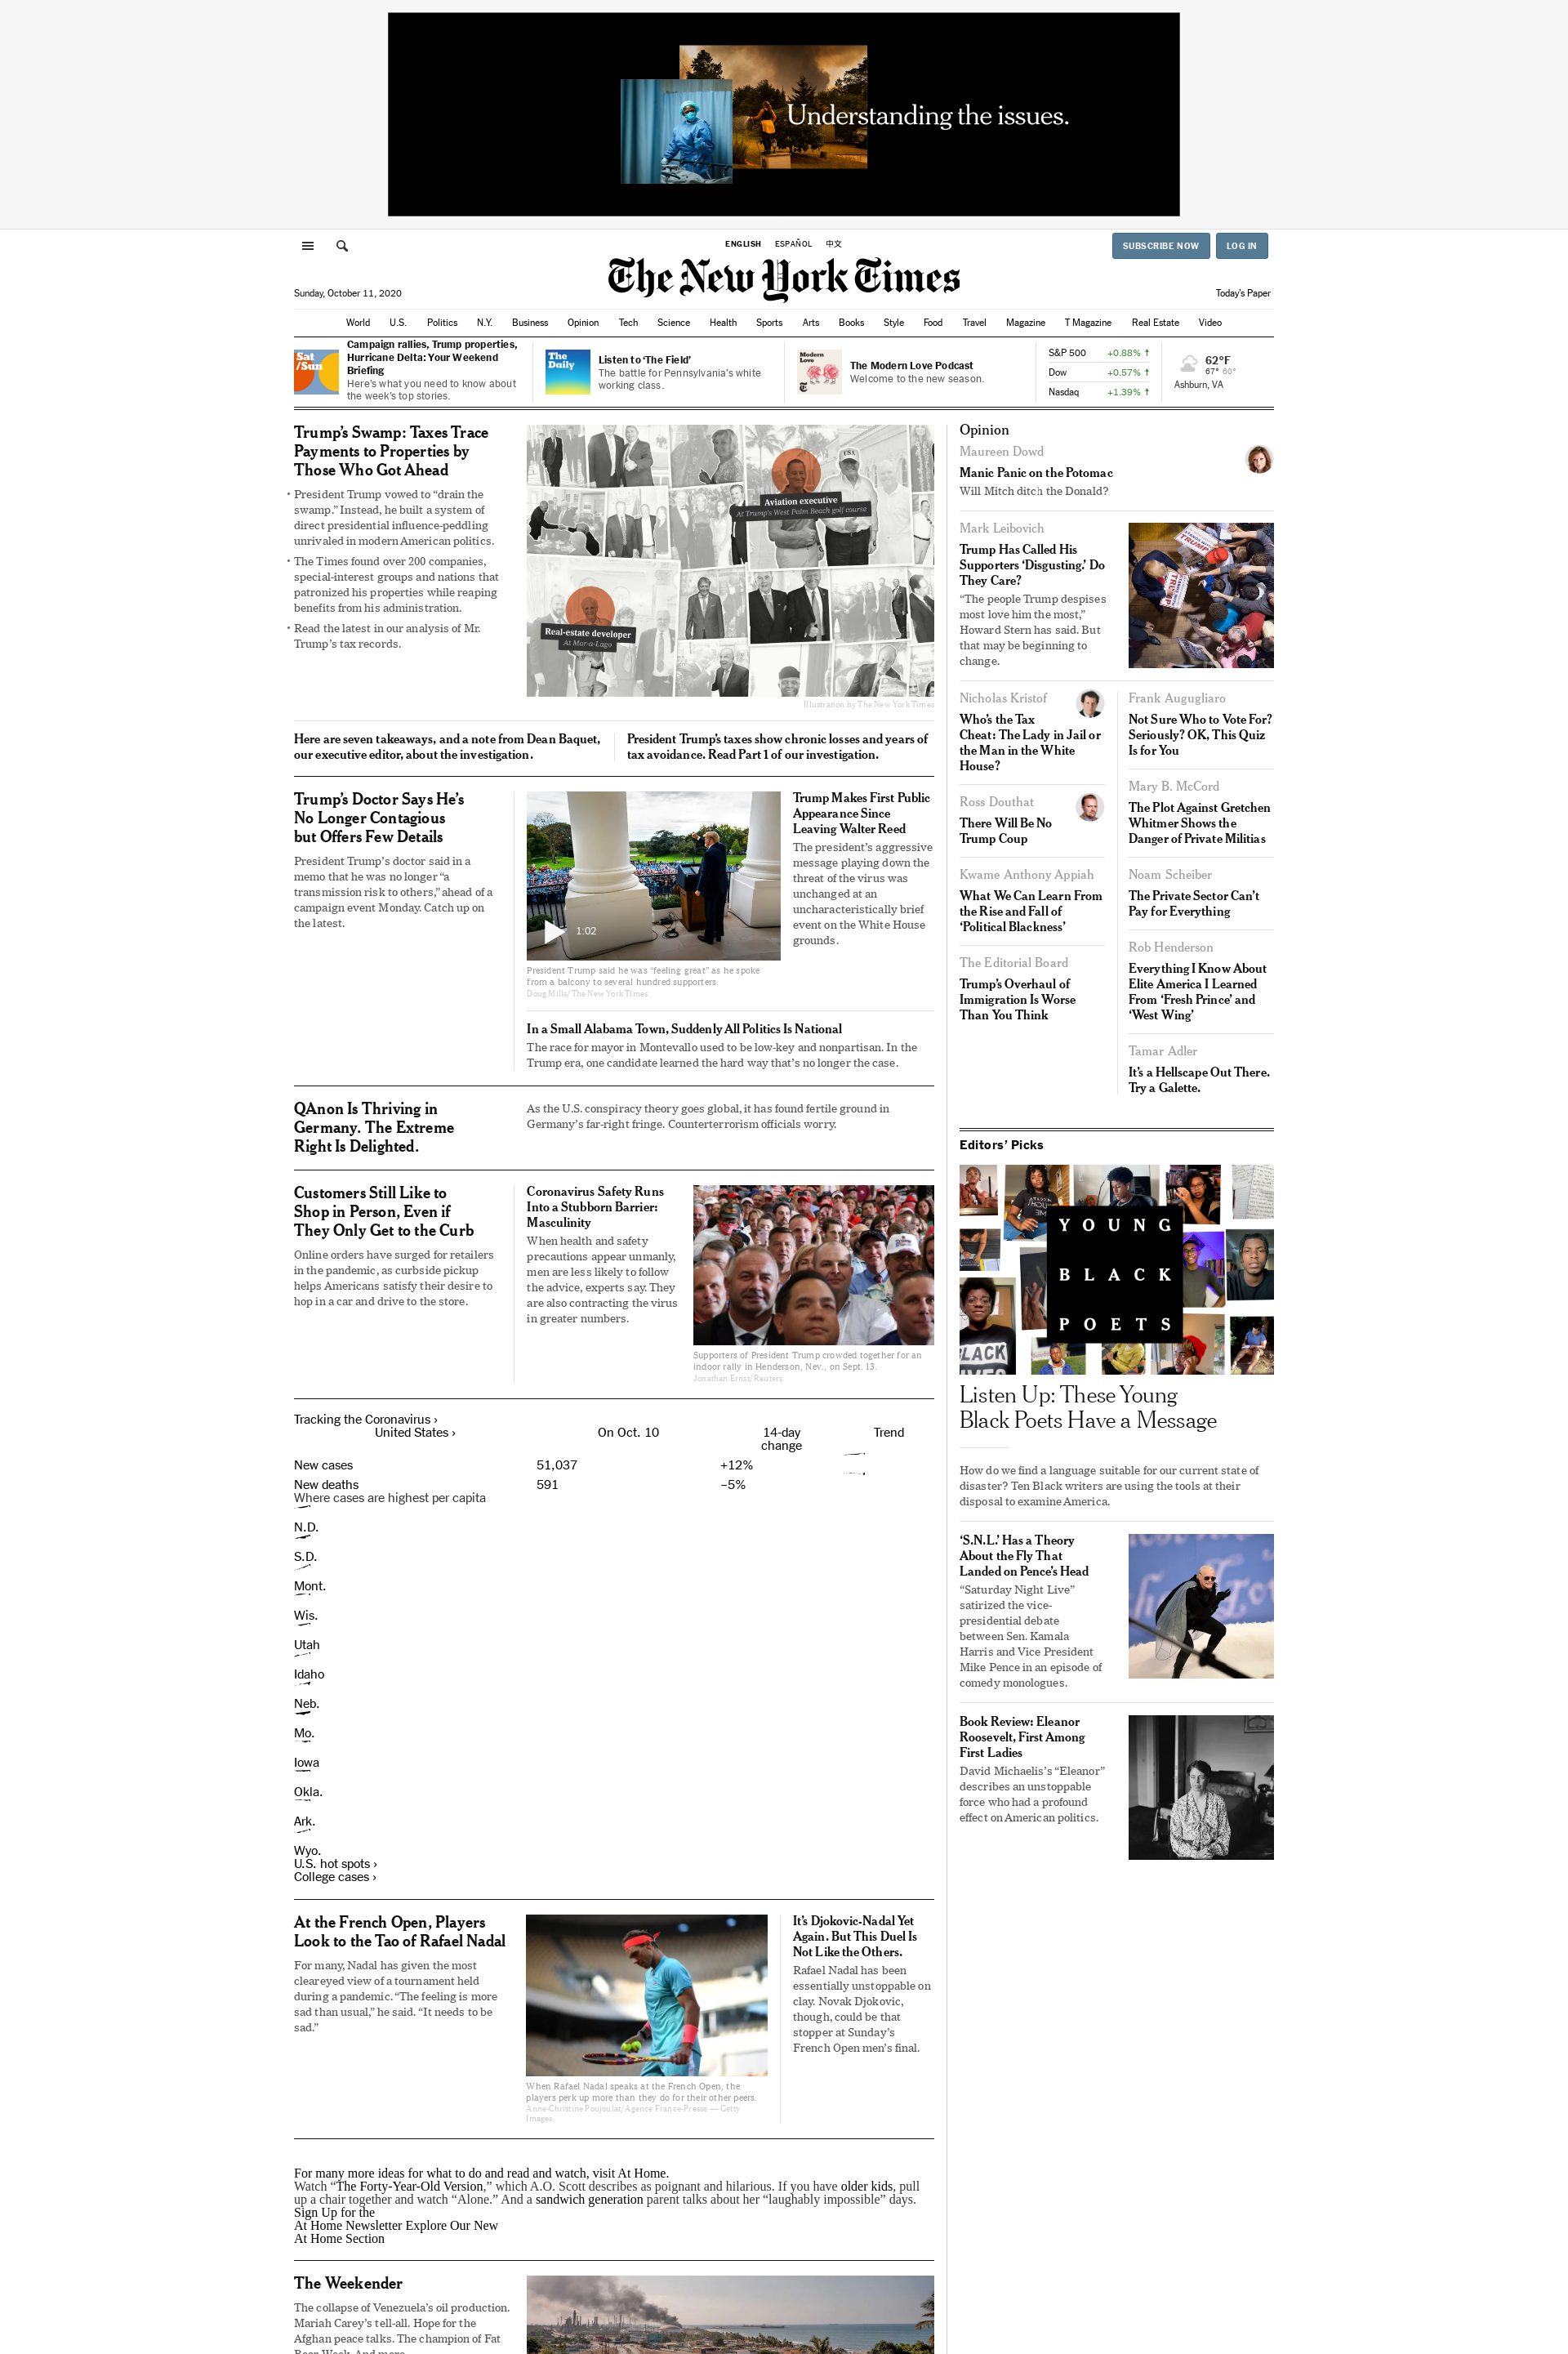 Understanding the issues.
ENGLISH ESPAÑOL 中文
SUBSCRIBE NOW LOG IN
The New York Times
Sunday, October 11, 2020
Today's Paper
World U.S. Politics N.Y. Business Opinion Tech Science Health Sports Arts Books Style Food Travel Magazine T Magazine Real Estate Video
Sat
/Sun
Campaign rallies, Trump properties,
Hurricane Delta: Your Weekend
Briefing
Here's what you need to know about
the week's top stories.
The
Daily
Listen to 'The Field'
The battle for Pennsylvania's white
working class.
Modern
Love
The Modern Love Podcast
Welcome to the new season.
S&P 500 +0.88% ↑
Dow +0.57% ↑
Nasdaq +1.39% ↑
62°F
67° 60°
Ashburn, VA
Trump's Swamp: Taxes Trace
Payments to Properties by
Those Who Got Ahead
• President Trump vowed to “drain the
swamp.” Instead, he built a system of
direct presidential influence-peddling
unrivaled in modern American politics.
• The Times found over 200 companies,
special-interest groups and nations that
patronized his properties while reaping
benefits from his administration.
• Read the latest in our analysis of Mr.
Trump's tax records.
USA
Aviation executive
At Trump's West Palm Beach golf course
Real-estate developer
At Mar-a-Lago
Illustration by The New York Times
Here are seven takeaways, and a note from Dean Baquet,
our executive editor, about the investigation.
President Trump's taxes show chronic losses and years of
tax avoidance. Read Part 1 of our investigation.
Trump's Doctor Says He's
No Longer Contagious
but Offers Few Details
President Trump's doctor said in a
memo that he was no longer “a
transmission risk to others,” ahead of a
campaign event Monday. Catch up on
the latest.
1:02
President Trump said he was “feeling great” as he spoke
from a balcony to several hundred supporters.
Doug Mills/The New York Times
Trump Makes First Public
Appearance Since
Leaving Walter Reed
The president's aggressive
message playing down the
threat of the virus was
unchanged at an
uncharacteristically brief
event on the White House
grounds.
In a Small Alabama Town, Suddenly All Politics Is National
The race for mayor in Montevallo used to be low-key and nonpartisan. In the
Trump era, one candidate learned the hard way that's no longer the case.
QAnon Is Thriving in
Germany. The Extreme
Right Is Delighted.
As the U.S. conspiracy theory goes global, it has found fertile ground in
Germany's far-right fringe. Counterterrorism officials worry.
Customers Still Like to
Shop in Person, Even if
They Only Get to the Curb
Online orders have surged for retailers
in the pandemic, as curbside pickup
helps Americans satisfy their desire to
hop in a car and drive to the store.
Coronavirus Safety Runs
Into a Stubborn Barrier:
Masculinity
When health and safety
precautions appear unmanly,
men are less likely to follow
the advice, experts say. They
are also contracting the virus
in greater numbers.
Supporters of President Trump crowded together for an
indoor rally in Henderson, Nev., on Sept. 13.
Jonathan Ernst/Reuters
Tracking the Coronavirus ›
United States › On Oct. 10 14-day
change Trend
New cases 51,037 +12%
New deaths 591 –5%
Where cases are highest per capita
N.D.
S.D.
Mont.
Wis.
Utah
Idaho
Neb.
Mo.
Iowa
Okla.
Ark.
Wyo.
U.S. hot spots ›
College cases ›
At the French Open, Players
Look to the Tao of Rafael Nadal
For many, Nadal has given the most
cleareyed view of a tournament held
during a pandemic. “The feeling is more
sad than usual,” he said. “It needs to be
sad.”
When Rafael Nadal speaks at the French Open, the
players perk up more than they do for their other peers.
Anne-Christine Poujoulat/Agence France-Presse — Getty
Images
It's Djokovic-Nadal Yet
Again. But This Duel Is
Not Like the Others.
Rafael Nadal has been
essentially unstoppable on
clay. Novak Djokovic,
though, could be that
stopper at Sunday's
French Open men's final.
For many more ideas for what to do and read and watch, visit At Home.
Watch “The Forty-Year-Old Version,” which A.O. Scott describes as poignant and hilarious. If you have older kids, pull
up a chair together and watch “Alone.” And a sandwich generation parent talks about her “laughably impossible” days.
Sign Up for the
At Home Newsletter Explore Our New
At Home Section
The Weekender
The collapse of Venezuela's oil production.
Mariah Carey's tell-all. Hope for the
Afghan peace talks. The champion of Fat
Bear Week. And more.
Opinion
Maureen Dowd
Manic Panic on the Potomac
Will Mitch ditch the Donald?
Mark Leibovich
Trump Has Called His
Supporters 'Disgusting.' Do
They Care?
“The people Trump despises
most love him the most,”
Howard Stern has said. But
that may be beginning to
change.
TRUMP
TRUMP
Nicholas Kristof
Who's the Tax
Cheat: The Lady in Jail or
the Man in the White
House?
Ross Douthat
There Will Be No
Trump Coup
Kwame Anthony Appiah
What We Can Learn From
the Rise and Fall of
'Political Blackness'
The Editorial Board
Trump's Overhaul of
Immigration Is Worse
Than You Think
Frank Augugliaro
Not Sure Who to Vote For?
Seriously? OK, This Quiz
Is for You
Mary B. McCord
The Plot Against Gretchen
Whitmer Shows the
Danger of Private Militias
Noam Scheiber
The Private Sector Can't
Pay for Everything
Rob Henderson
Everything I Know About
Elite America I Learned
From 'Fresh Prince' and
'West Wing'
Tamar Adler
It's a Hellscape Out There.
Try a Galette.
Editors' Picks
YOUNG
BLACK
POETS
BLACK
Listen Up: These Young
Black Poets Have a Message
How do we find a language suitable for our current state of
disaster? Ten Black writers are using the tools at their
disposal to examine America.
'S.N.L.' Has a Theory
About the Fly That
Landed on Pence's Head
“Saturday Night Live”
satirized the vice-
presidential debate
between Sen. Kamala
Harris and Vice President
Mike Pence in an episode of
comedy monologues.
Book Review: Eleanor
Roosevelt, First Among
First Ladies
David Michaelis's “Eleanor”
describes an unstoppable
force who had a profound
effect on American politics.